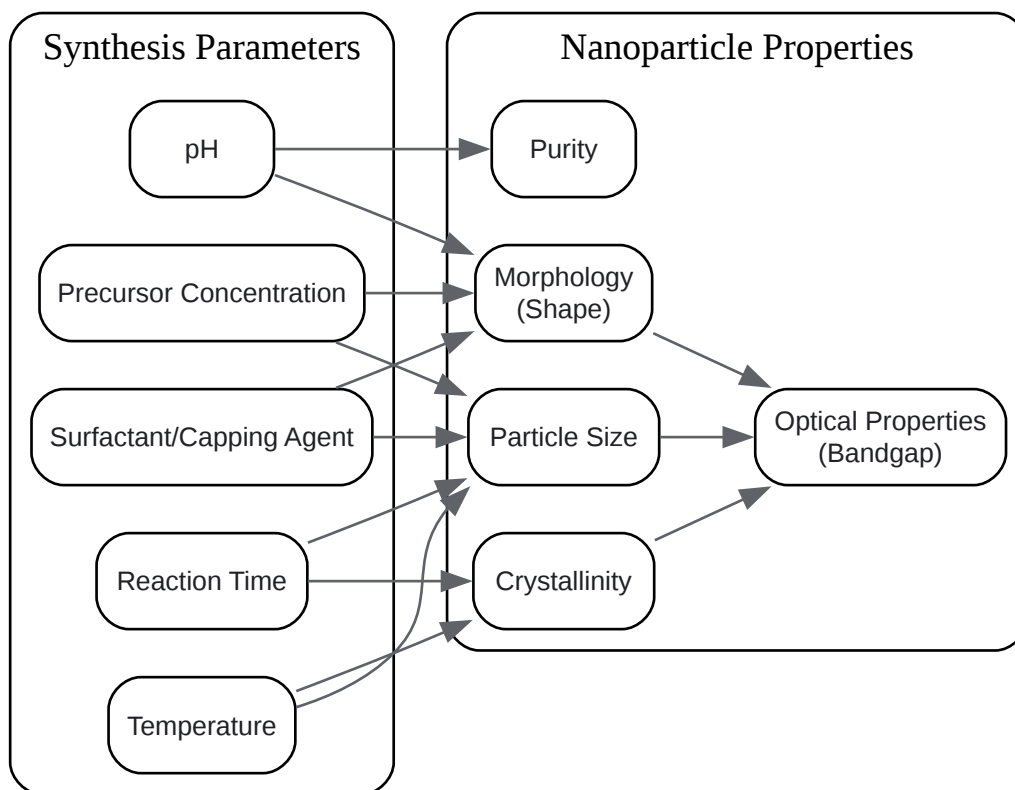 Synthesis Parameters
pH
Precursor Concentration
Surfactant/Capping Agent
Reaction Time
Temperature
Nanoparticle Properties
Purity
Morphology
(Shape)
Particle Size
Crystallinity
Optical Properties
(Bandgap)